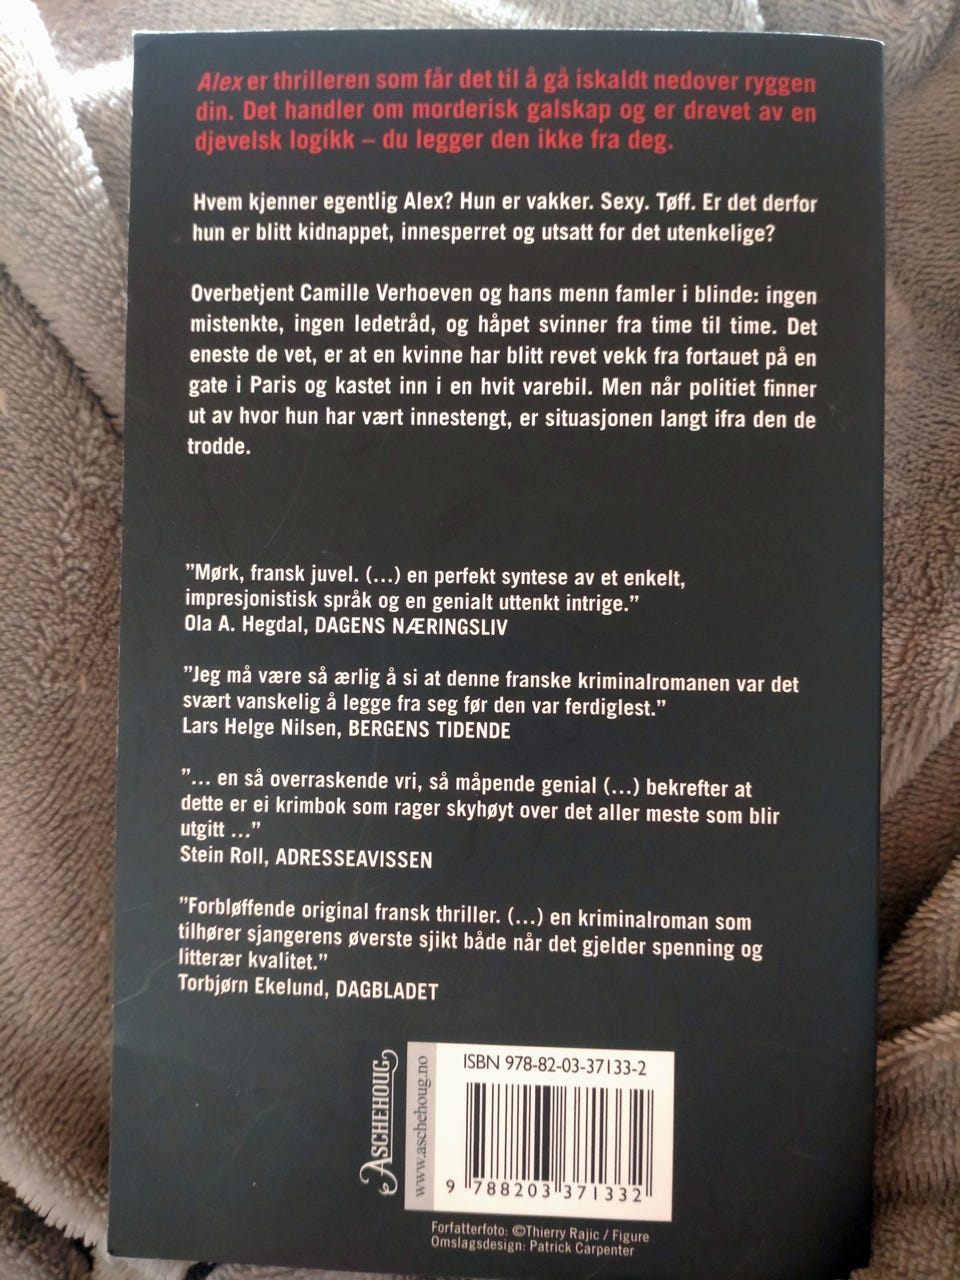 Alex er thrilleren som får det til å gå iskaldt nedover ryggen
din. Det handler om morderisk galskap og er drevet av en
djevelsk logikk – du legger den ikke fra deg.
Hvem kjenner egentlig Alex? Hun er vakker. Sexy. Tøff. Er det derfor
hun er blitt kidnappet, innesperret og utsatt for det utenkelige?
Overbetjent Camille Verhoeven og hans menn famler i blinde: ingen
mistenkte, ingen ledetråd, og håpet svinner fra time til time. Det
eneste de vet, er at en kvinne har blitt revet vekk fra fortauet på en
gate i Paris og kastet inn i en hvit varebil. Men når politiet finner
ut av hvor hun har vært innestengt, er situasjonen langt ifra den de
trodde.
”Mørk, fransk juvel. (...) en perfekt syntese av et enkelt,
impresjonistisk språk og en genialt uttenkt intrige.”
Ola A. Hegdal, DAGENS NÆRINGSLIV
”Jeg må være så ærlig å si at denne franske kriminalromanen var det
svært vanskelig å legge fra seg før den var ferdiglest.”
Lars Helge Nilsen, BERGENS TIDENDE
”... en så overraskende vri, så måpende genial (...) bekrefter at
dette er ei krimbok som rager skyhøyt over det aller meste som blir
utgitt ...”
Stein Roll, ADRESSEAVISSEN
”Forbløffende original fransk thriller. (...) en kriminalroman som
tilhører sjangerens øverste sjikt både når det gjelder spenning og
litterær kvalitet.”
Torbjørn Ekelund, DAGBLADET
ASCHEHOUG
www.aschehoug.no
ISBN 978-82-03-37133-2
9 788203 371332
Forfatterfoto: ©Thierry Rajic / Figure
Omslagsdesign: Patrick Carpenter